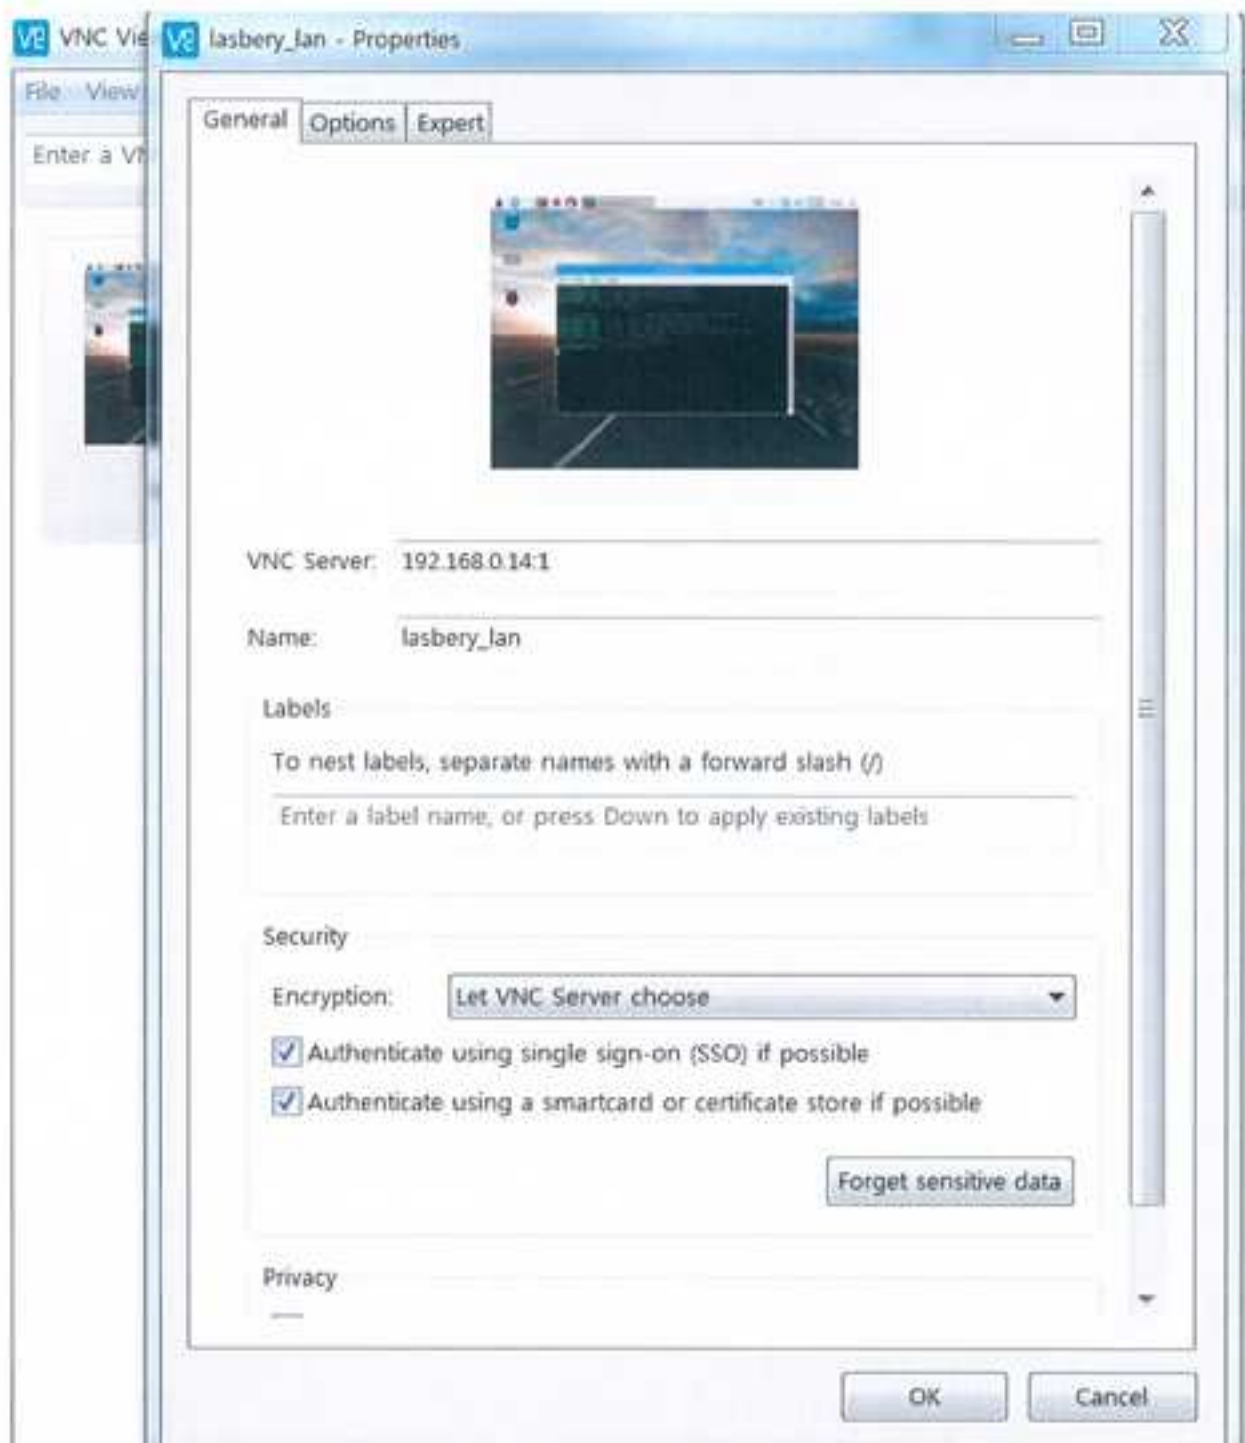 VNC Vie
lasbery_lan - Properties
File View
Enter a VN
General Options Expert
VNC Server: 192.168.0.14:1
Name: lasbery_lan
Labels
To nest labels, separate names with a forward slash (/)
Enter a label name, or press Down to apply existing labels
Security
Encryption: Let VNC Server choose
Authenticate using single sign-on (SSO) if possible
Authenticate using a smartcard or certificate store if possible
Forget sensitive data
Privacy
OK Cancel